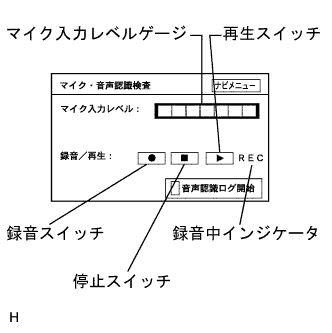 マイク入力レベルゲージ 再生スイッチ
マイク・音声認識検査 ナビメニュー
マイク入力レベル：
録音／再生： REC
音声認識ログ開始
録音スイッチ 録音中インジケータ
停止スイッチ
H